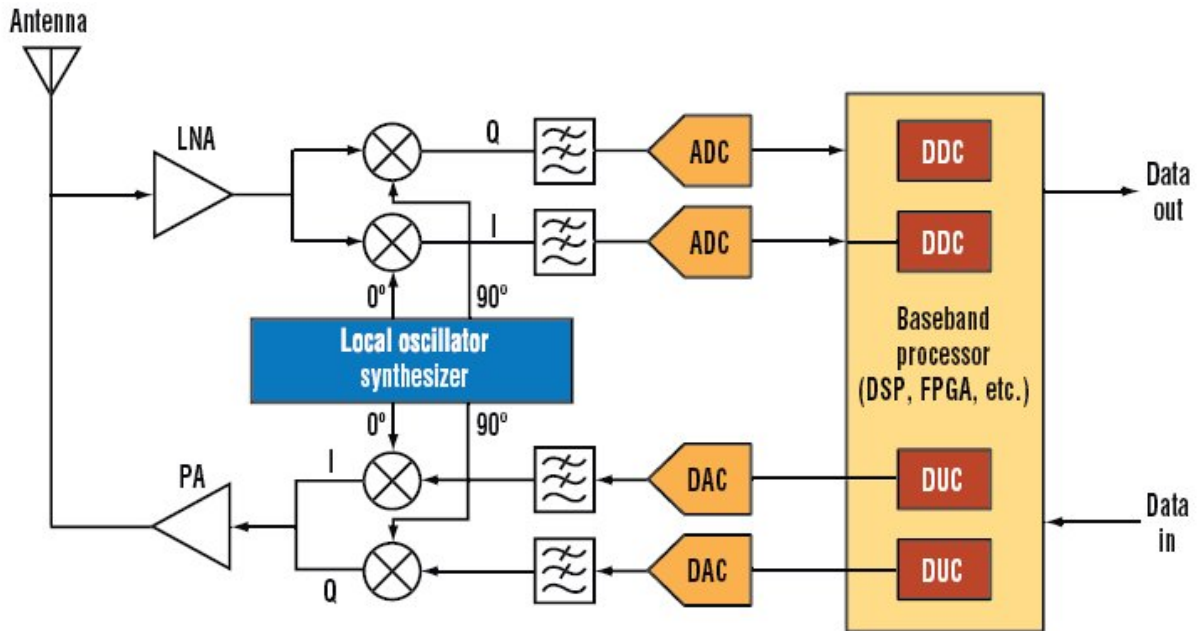 Antenna
LNA
Q
ADC
DDC
Data
out
I
ADC
DDC
0º
90º
Local oscillator
synthesizer
Baseband
processor
(DSP, FPGA, etc.)
0º
90º
PA
I
DAC
DUC
Data
in
Q
DAC
DUC